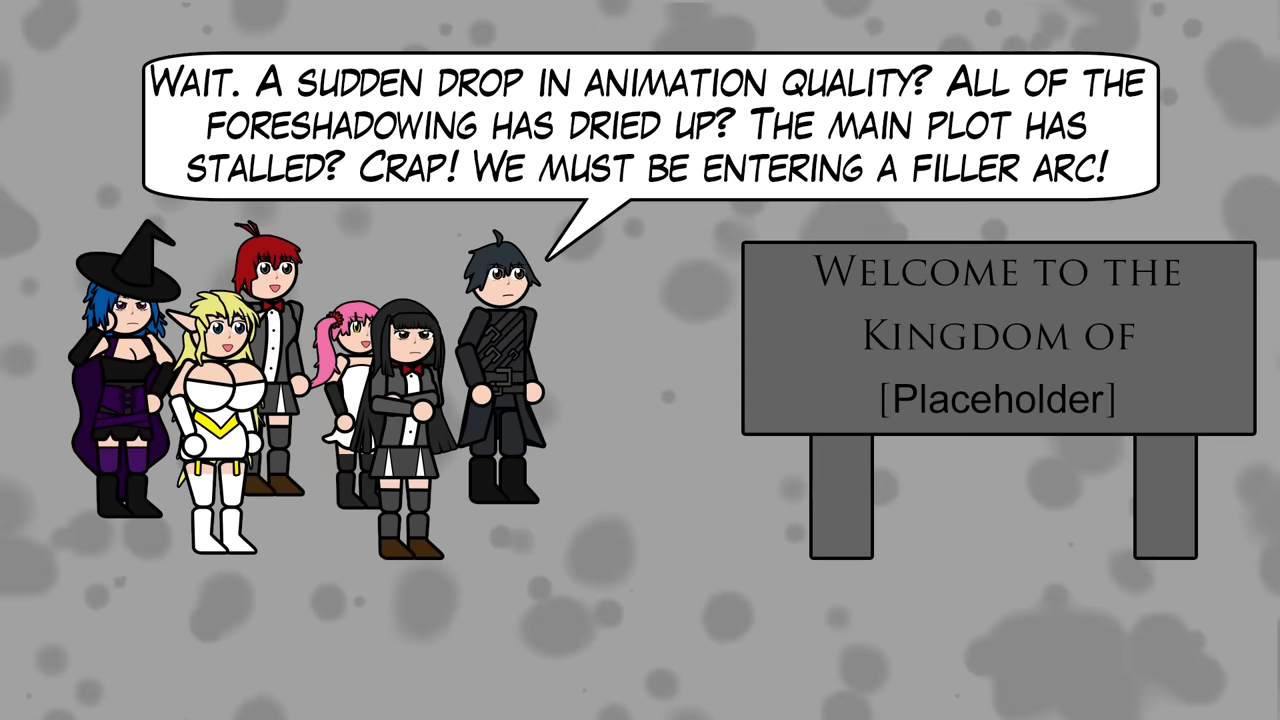 Wait. A sudden drop in animation quality? All of the
foreshadowing has dried up? The main plot has
stalled? Crap! We must be entering a filler arc!
Welcome to the
Kingdom of
[Placeholder]